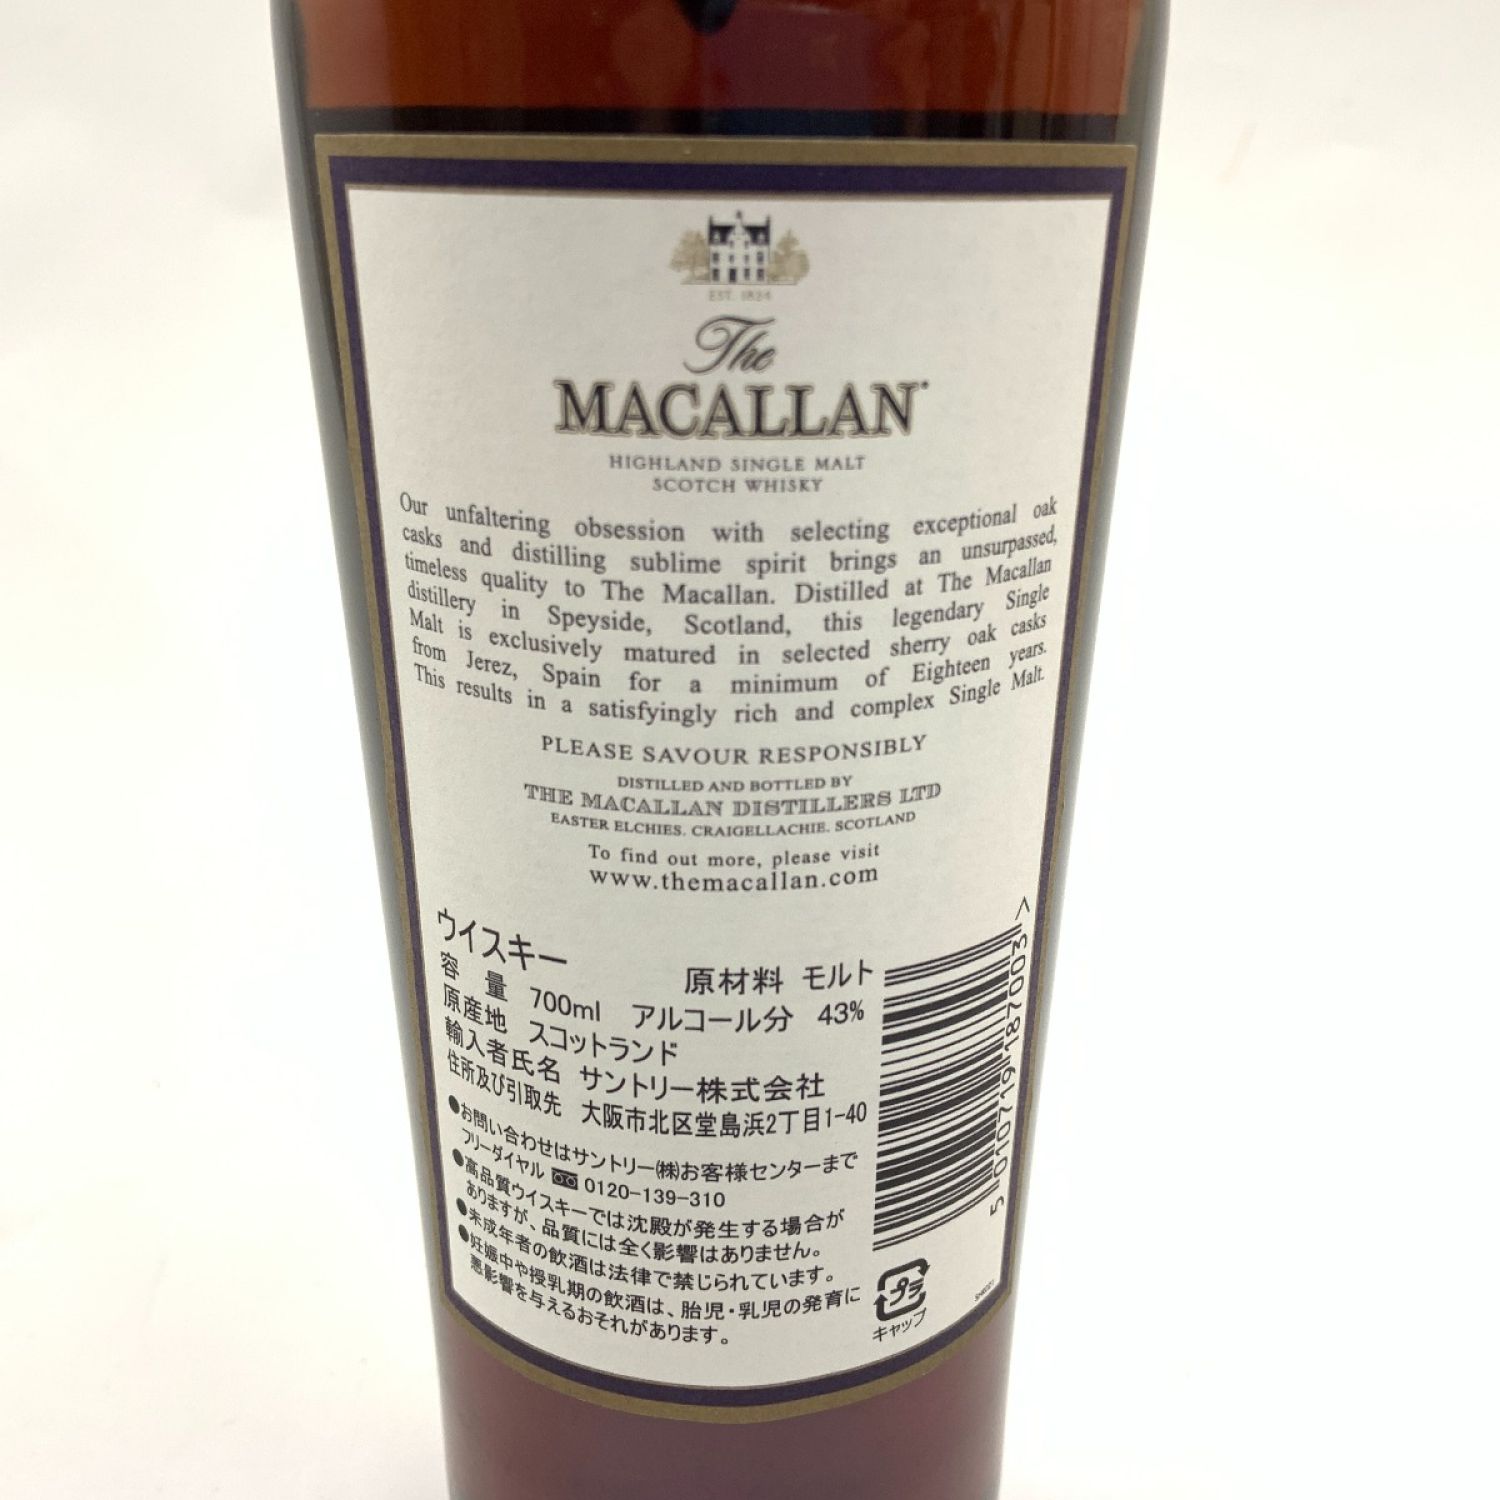 EST. 1824
The
MACALLAN
HIGHLAND SINGLE MALT
SCOTCH WHISKY
Our unfaltering obsession with selecting exceptional oak
casks and distilling sublime spirit brings an unsurpassed,
timeless quality to The Macallan. Distilled at The Macallan
distillery in Speyside, Scotland, this legendary Single
Malt is exclusively matured in selected sherry oak casks
from Jerez, Spain for a minimum of Eighteen years.
This results in a satisfyingly rich and complex Single Malt.
PLEASE SAVOUR RESPONSIBLY
DISTILLED AND BOTTLED BY
THE MACALLAN DISTILLERS LTD
EASTER ELCHIES, CRAIGELLACHIE, SCOTLAND
To find out more, please visit
www.themacallan.com
ウイスキー 原材料 モルト
容量 700ml アルコール分 43%
原産地 スコットランド
輸入者氏名 サントリー株式会社
住所及び引取先 大阪市北区堂島浜2丁目1-40
●お問い合わせはサントリー㈱お客様センターまで
フリーダイヤル 0120-139-310
●高品質ウイスキーでは沈殿が発生する場合が
ありますが、品質には全く影響はありません。
●未成年者の飲酒は法律で禁じられています。
●妊娠中や授乳期の飲酒は、胎児・乳児の発育に
悪影響を与えるおそれがあります。
5 010719 187003 >
プラ
キャップ